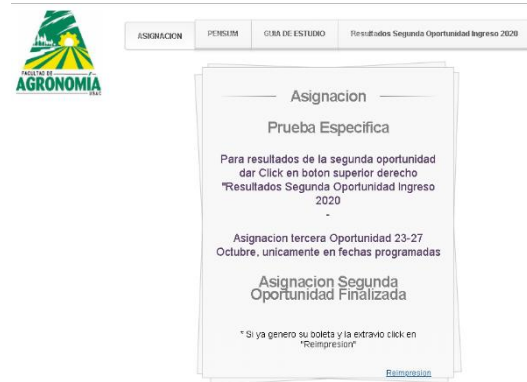 ASIGNACION
PENSUM
GUIA DE ESTUDIO
Resultados Segunda Oportunidad Ingreso 2020
FACULTAD DE
AGRONOMÍA
USAC
Asignacion
Prueba Especifica
Para resultados de la segunda oportunidad
dar Click en boton superior derecho
"Resultados Segunda Oportunidad Ingreso
2020
-
Asignacion tercera Oportunidad 23-27
Octubre, unicamente en fechas programadas
Asignacion Segunda
Oportunidad Finalizada
* Si ya genero su boleta y la extravio click en
"Reimpresion"
Reimpresion